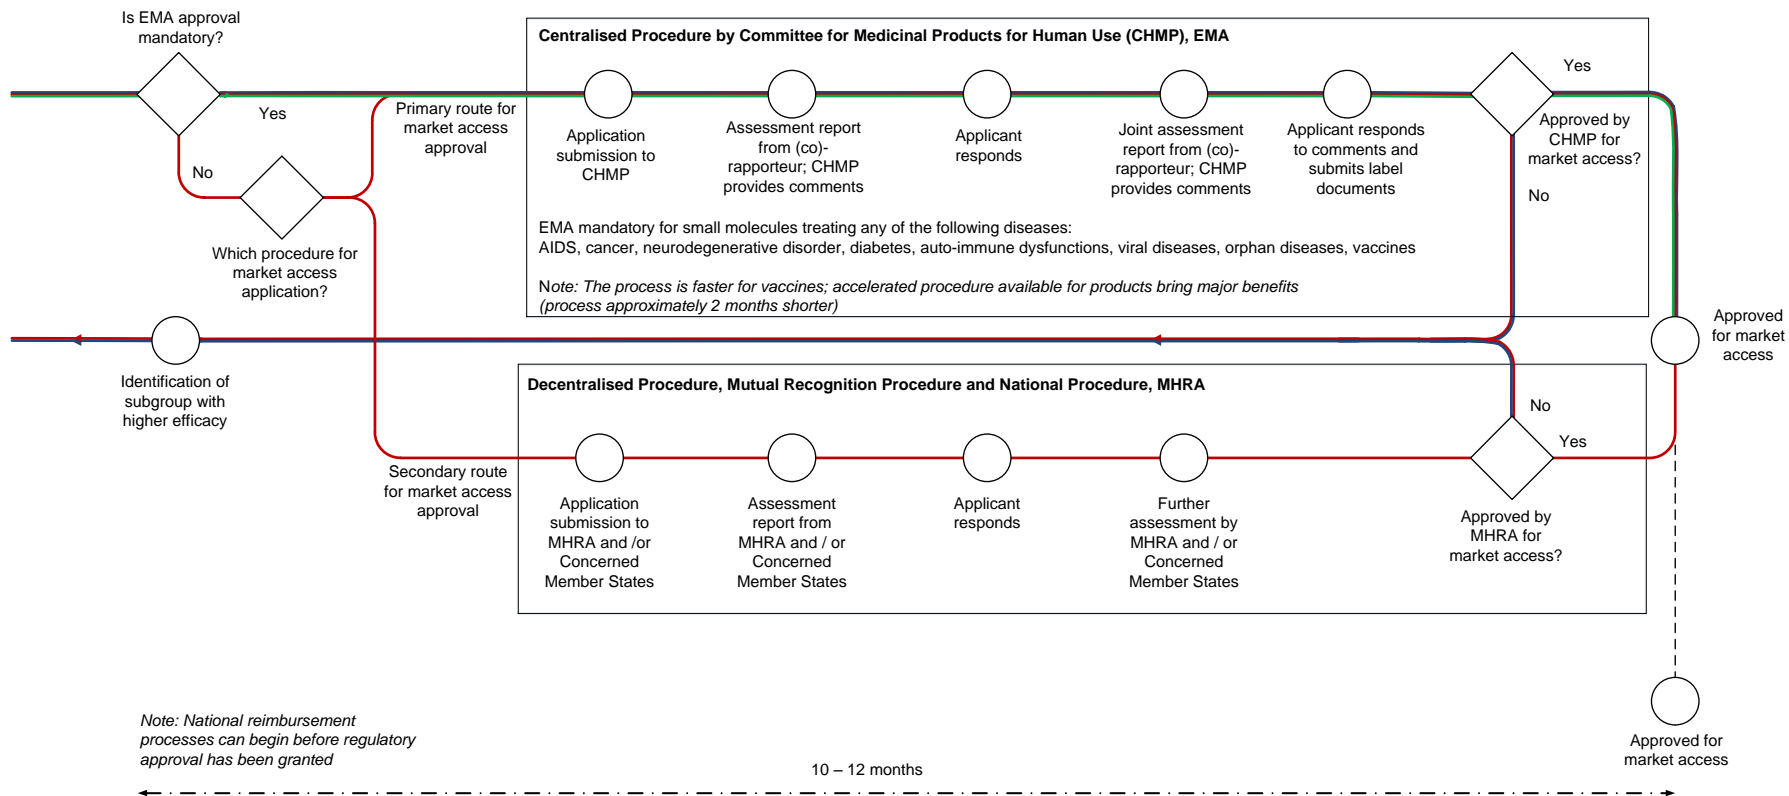 Is EMA approval
mandatory?
Yes
No
Which procedure for
market access
application?
Primary route for
market access
approval
Centralised Procedure by Committee for Medicinal Products for Human Use (CHMP), EMA
Application
submission to
CHMP
Assessment report
from (co)-
rapporteur; CHMP
provides comments
Applicant
responds
Joint assessment
report from (co)-
rapporteur; CHMP
provides comments
Applicant responds
to comments and
submits label
documents
Yes
Approved by
CHMP for
market access?
No
EMA mandatory for small molecules treating any of the following diseases:
AIDS, cancer, neurodegenerative disorder, diabetes, auto-immune dysfunctions, viral diseases, orphan diseases, vaccines
Note: The process is faster for vaccines; accelerated procedure available for products bring major benefits
(process approximately 2 months shorter)
Approved
for market
access
Identification of
subgroup with
higher efficacy
Decentralised Procedure, Mutual Recognition Procedure and National Procedure, MHRA
No
Yes
Secondary route
for market access
approval
Application
submission to
MHRA and /or
Concerned
Member States
Assessment
report from
MHRA and / or
Concerned
Member States
Applicant
responds
Further
assessment by
MHRA and / or
Concerned
Member States
Approved by
MHRA for
market access?
Note: National reimbursement
processes can begin before regulatory
approval has been granted
Approved for
market access
10 – 12 months